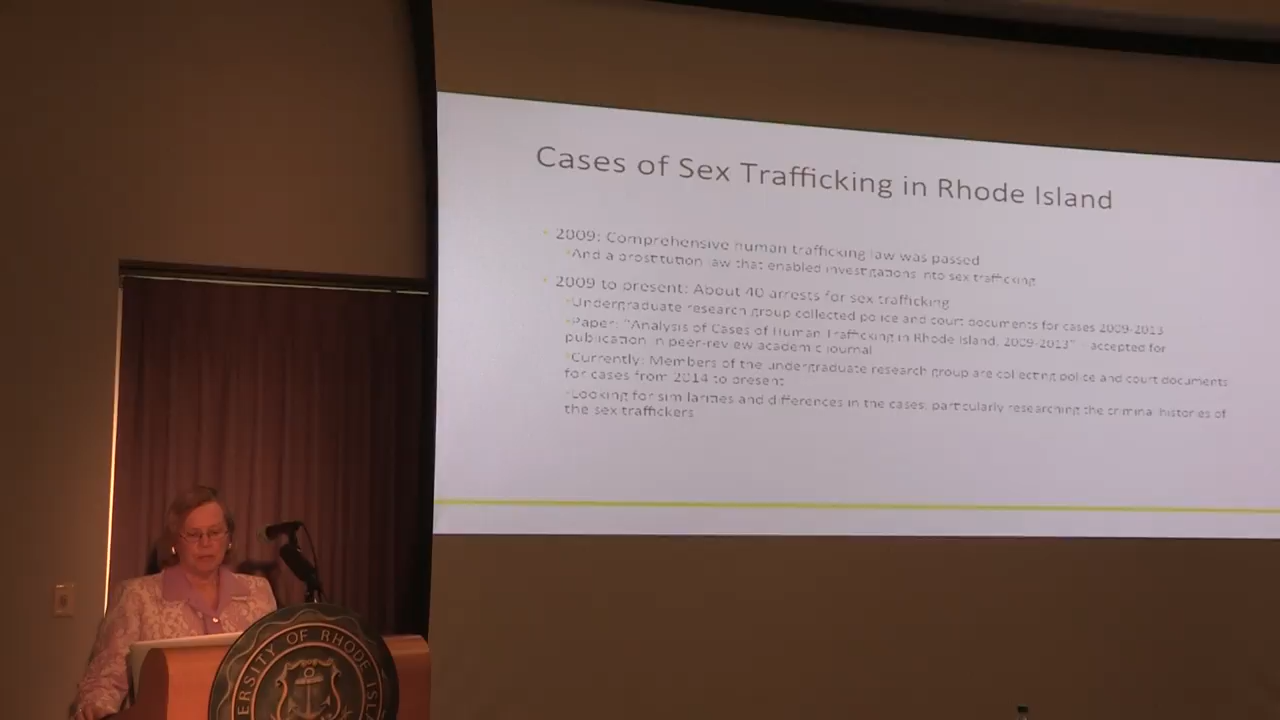 Cases of Sex Trafficking in Rhode Island
2009: Comprehensive human trafficking law was passed
And a prostitution law that enabled investigations into sex trafficking
2009 to present: About 40 arrests for sex trafficking
Undergraduate research group collected police and court documents for cases 2009-2013
Paper: "Analysis of Cases of Human Trafficking in Rhode Island, 2009-2013" accepted for
publication in peer-review academic journal
Currently: Members of the undergraduate research group are collecting police and court documents
for cases from 2014 to present
Looking for similarities and differences in the cases, particularly researching the criminal histories of
the sex traffickers
OF RHODE